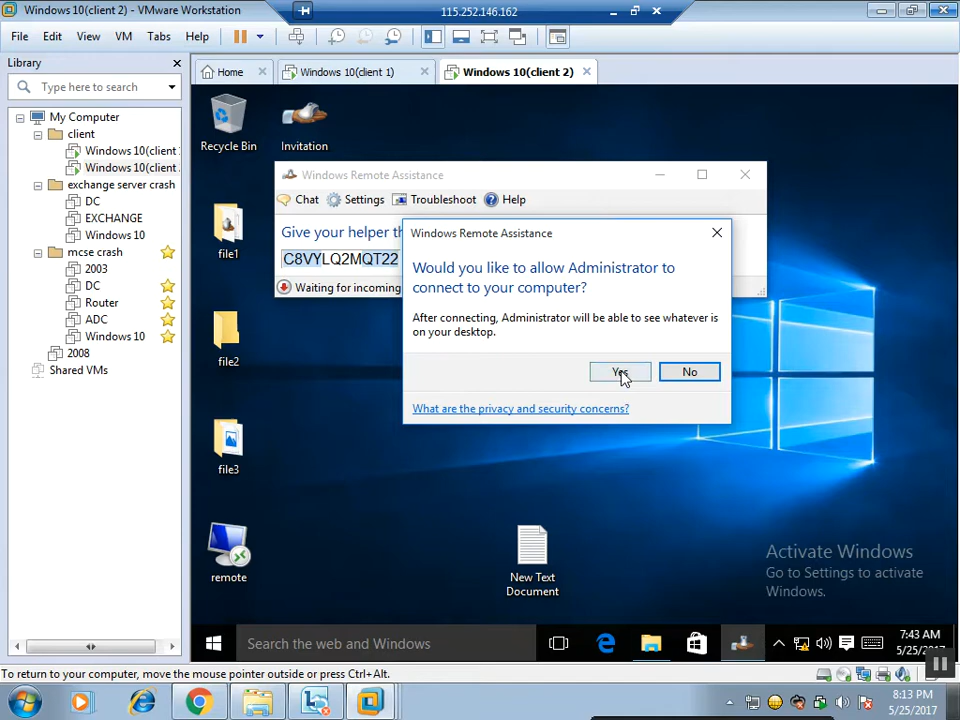 Windows 10(client 2) - VMware Workstation
115.252.146.162
File Edit View VM Tabs Help
Library
Type here to search
My Computer
client
Windows 10(client
Windows 10(client
exchange server crash
DC
EXCHANGE
Windows 10
mcse crash
2003
DC
Router
ADC
Windows 10
2008
Shared VMs
Home
Windows 10(client 1)
Windows 10(client 2)
Recycle Bin
Invitation
file1
file2
file3
remote
New Text
Document
Windows Remote Assistance
Chat Settings Troubleshoot Help
Give your helper th
C8VYLQ2MQT22
Waiting for incoming
Windows Remote Assistance
Would you like to allow Administrator to
connect to your computer?
After connecting, Administrator will be able to see whatever is
on your desktop.
Yes No
What are the privacy and security concerns?
Activate Windows
Go to Settings to activate
Windows.
Search the web and Windows
7:43 AM
5/25/2017
To return to your computer, move the mouse pointer outside or press Ctrl+Alt.
8:13 PM
5/25/2017